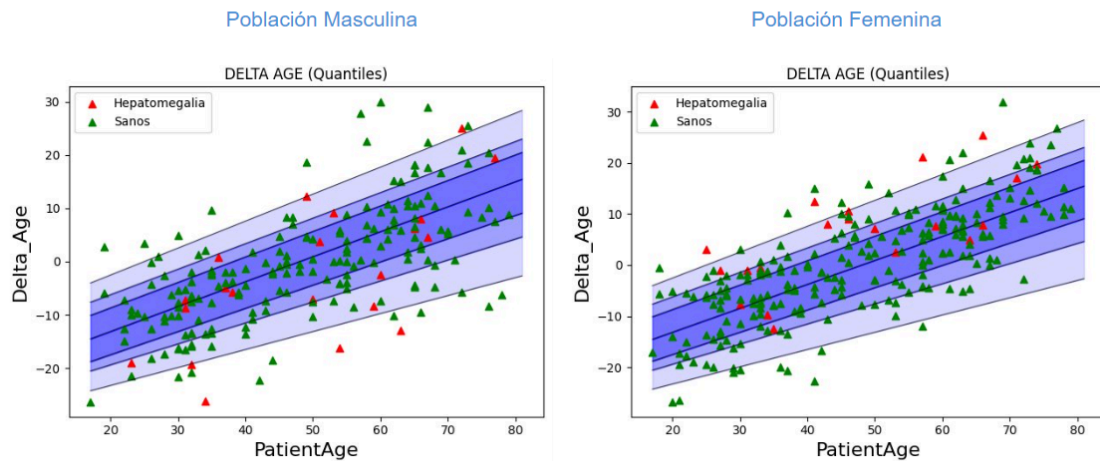 Población Masculina
DELTA AGE (Quantiles)
Hepatomegalia
Sanos
30
20
10
0
−10
−20
Delta_Age
20 30 40 50 60 70 80
PatientAge
Población Femenina
DELTA AGE (Quantiles)
Hepatomegalia
Sanos
30
20
10
0
−10
−20
Delta_Age
20 30 40 50 60 70 80
PatientAge